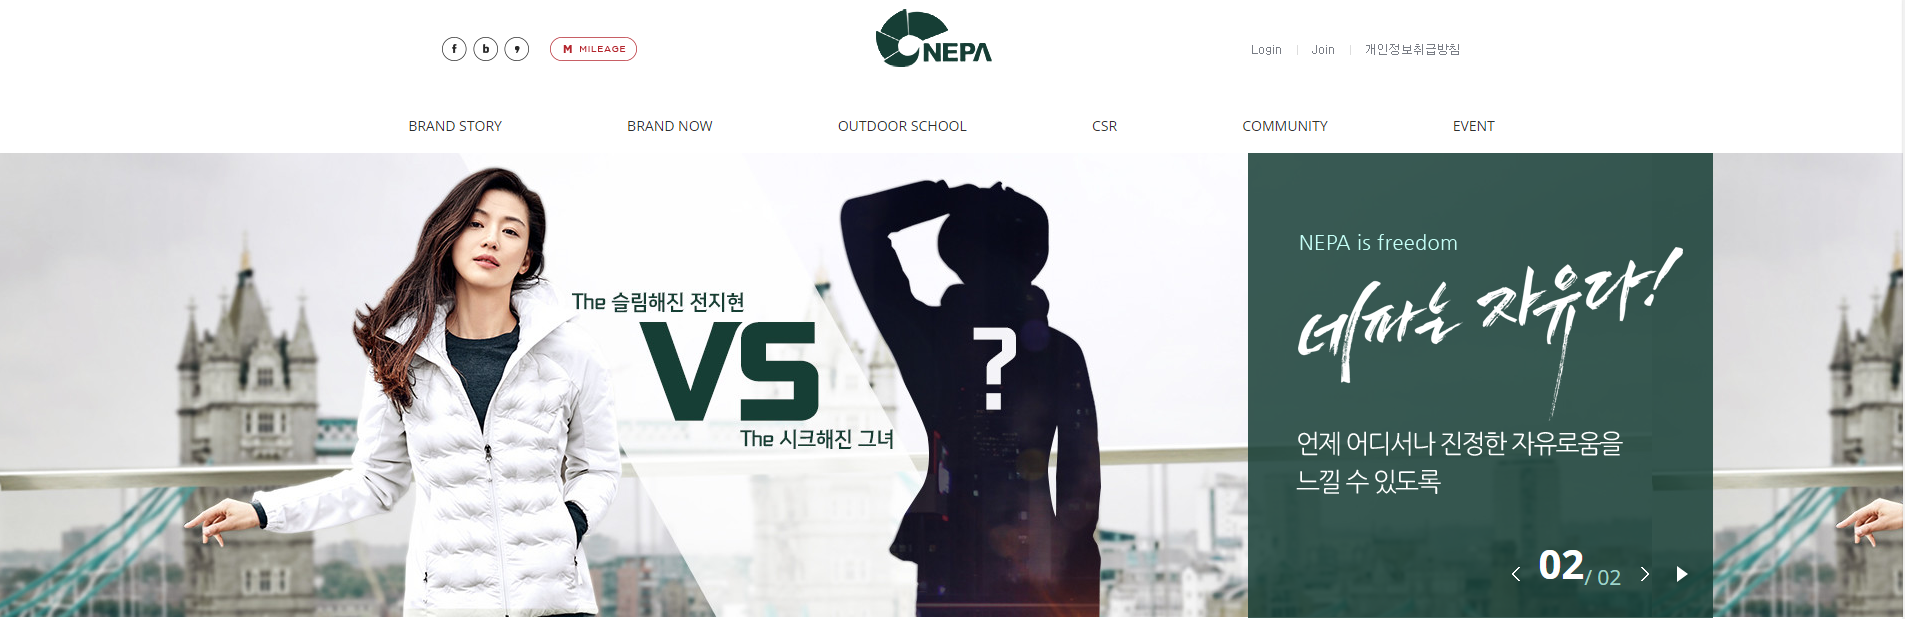 f b , M MILEAGE
NEPA
Login | Join | 개인정보취급방침
BRAND STORY BRAND NOW OUTDOOR SCHOOL CSR COMMUNITY EVENT
The 슬림해진 전지현
VS
The 시크해진 그녀
?
NEPA is freedom
네파는 자유다!
언제 어디서나 진정한 자유로움을
느낄 수 있도록
02 / 02